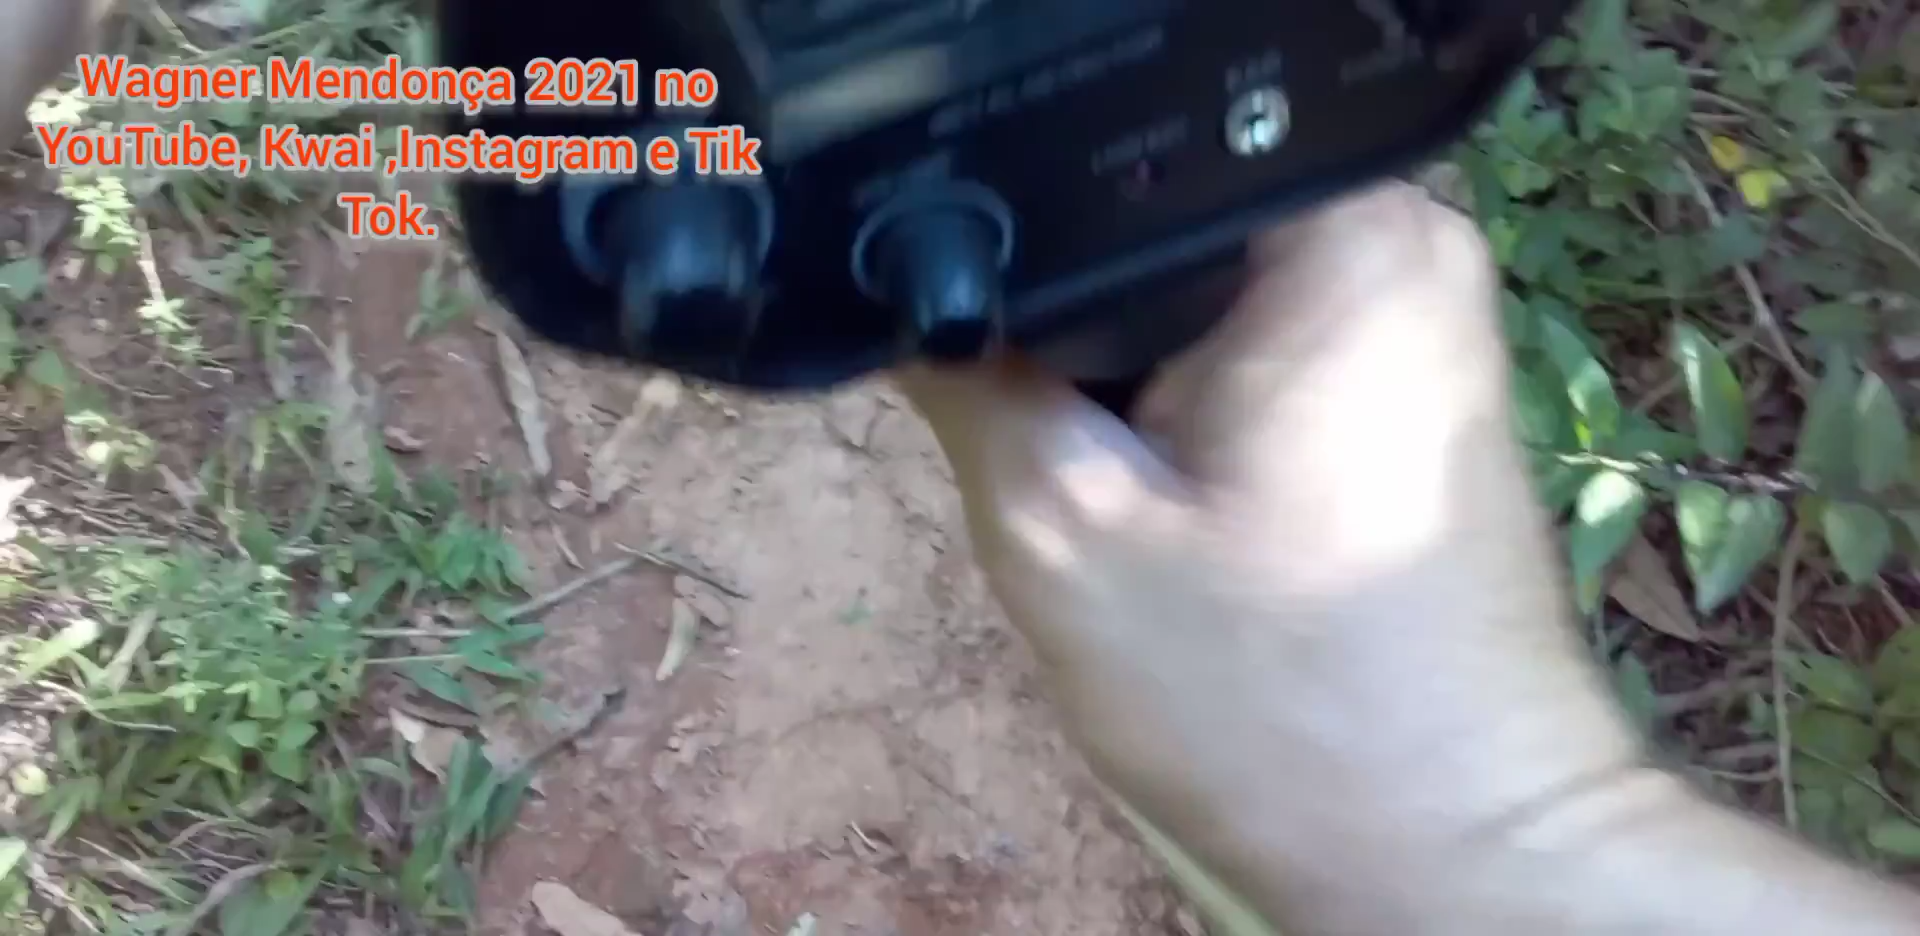 Wagner Mendonça 2021 no
YouTube, Kwai ,Instagram e Tik
Tok.